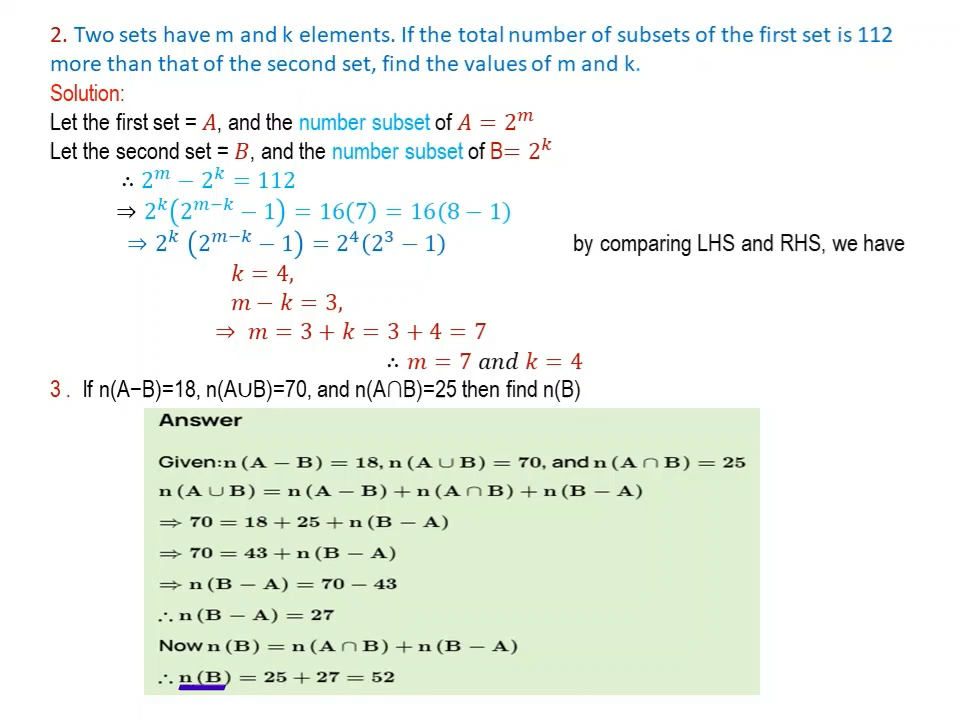 2. Two sets have m and k elements. If the total number of subsets of the first set is 112
more than that of the second set, find the values of m and k.
Solution:
Let the first set = A, and the number subset of A = 2^m
Let the second set = B, and the number subset of B= 2^k
∴ 2^m − 2^k = 112
⇒ 2^k(2^{m−k} − 1) = 16(7) = 16(8 − 1)
⇒ 2^k (2^{m−k} − 1) = 2^4(2^3 − 1) by comparing LHS and RHS, we have
k = 4,
m − k = 3,
⇒ m = 3 + k = 3 + 4 = 7
∴ m = 7 and k = 4
3 . If n(A−B)=18, n(A∪B)=70, and n(A∩B)=25 then find n(B)
Answer
Given:n (A − B) = 18, n (A ∪ B) = 70, and n (A ∩ B) = 25
n (A ∪ B) = n (A − B) + n (A ∩ B) + n (B − A)
⇒ 70 = 18 + 25 + n (B − A)
⇒ 70 = 43 + n (B − A)
⇒ n (B − A) = 70 − 43
∴ n (B − A) = 27
Now n (B) = n (A ∩ B) + n (B − A)
∴ n (B) = 25 + 27 = 52